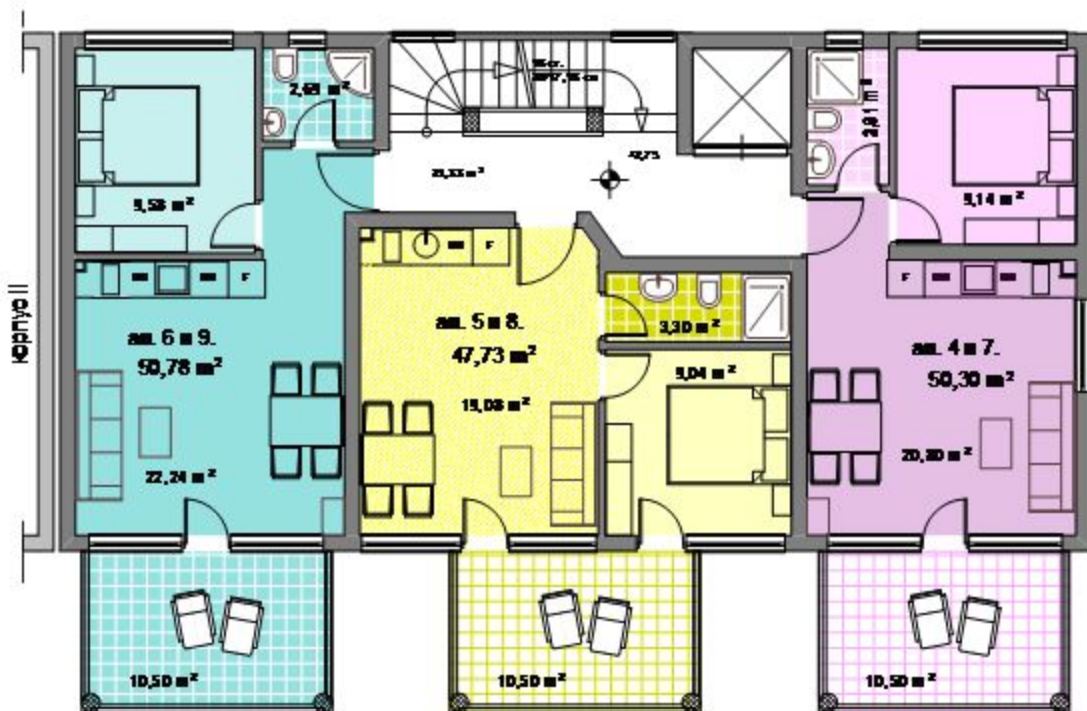 2,69 m²
9,58 m²
9,14 m²
ап. 6 и 9.
50,78 m²
22,24 m²
ап. 5 и 8.
47,73 m²
19,08 m²
3,30 m²
9,04 m²
ап. 4 и 7.
50,30 m²
20,80 m²
F
F
F
корпус II
10,50 m²
10,50 m²
10,50 m²